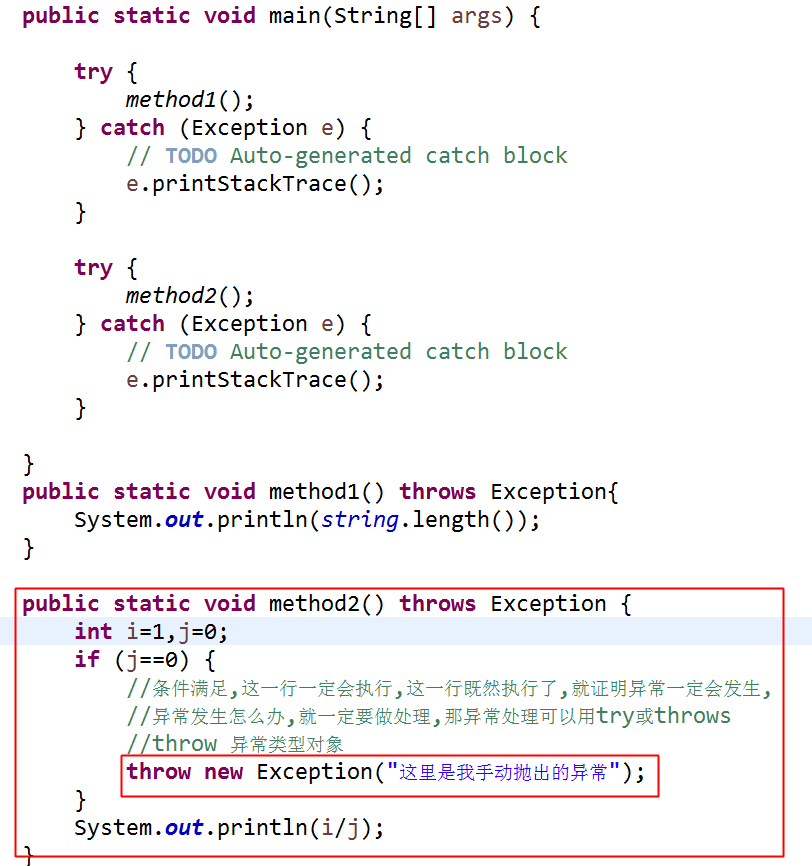 public static void main(String[] args) {
try {
method1();
} catch (Exception e) {
// TODO Auto-generated catch block
e.printStackTrace();
}
try {
method2();
} catch (Exception e) {
// TODO Auto-generated catch block
e.printStackTrace();
}
}
public static void method1() throws Exception{
System.out.println(string.length());
}
public static void method2() throws Exception {
int i=1,j=0;
if (j==0) {
//条件满足,这一行一定会执行,这一行既然执行了,就证明异常一定会发生,
//异常发生怎么办,就一定要做处理,那异常处理可以用try或throws
//throw 异常类型对象
throw new Exception("这里是我手动抛出的异常");
}
System.out.println(i/j);
}